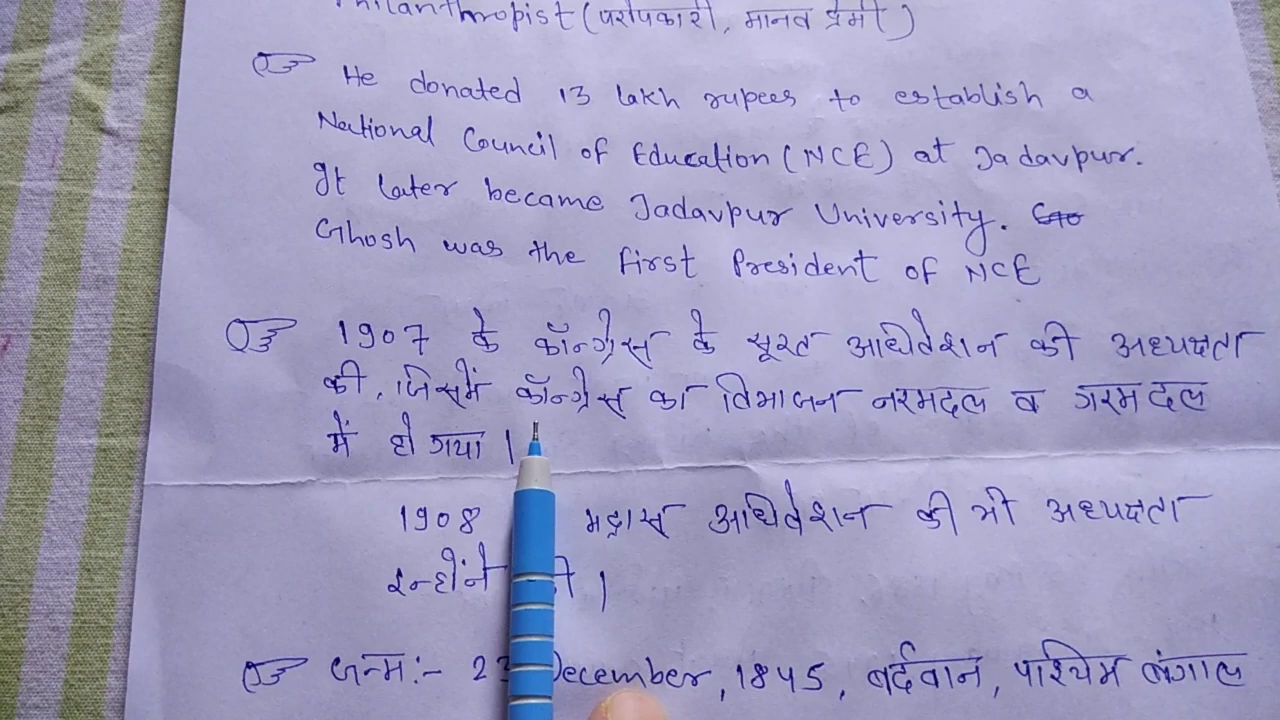 Philanthropist (परोपकारी, मानव प्रेमी)
He donated 13 lakh rupees to establish a
National Council of Education (NCE) at Jadavpur.
It later became Jadavpur University.
Ghosh was the first President of NCE
1907 के कॉन्ग्रेस के सूरत अधिवेशन की अध्यक्षता
की, जिसमें कॉन्ग्रेस का विभाजन नरमदल व गरमदल
में हो गया।
1908 मद्रास अधिवेशन की भी अध्यक्षता
इन्होंने ।
जन्म:- December, 1845, बर्दवान, पश्चिम बंगाल